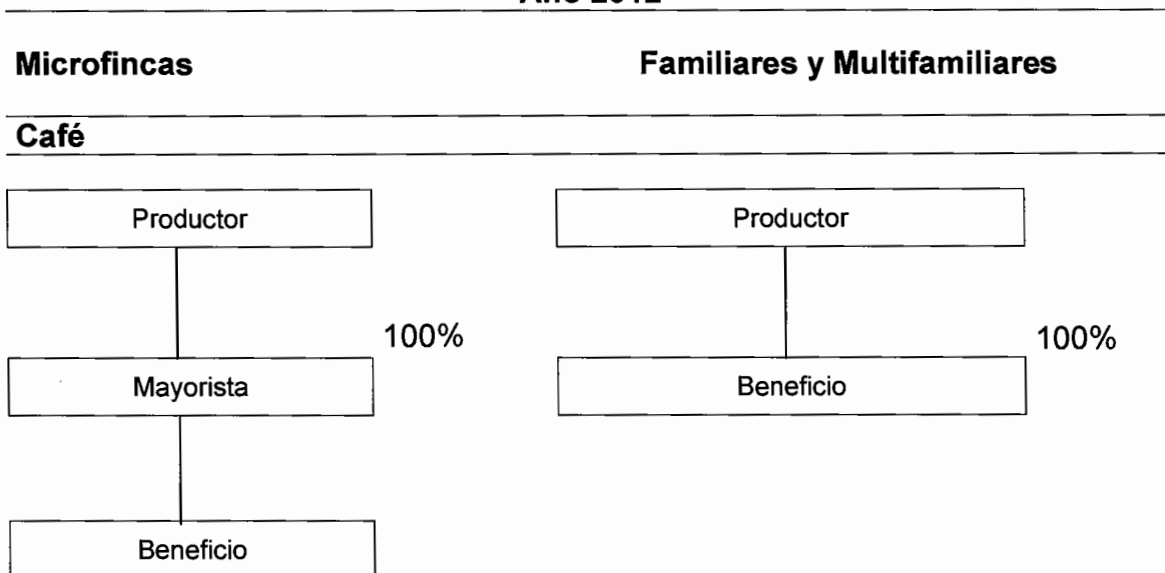 Microfincas Familiares y Multifamiliares
Café
Productor Productor
100% 100%
Mayorista Beneficio
Beneficio